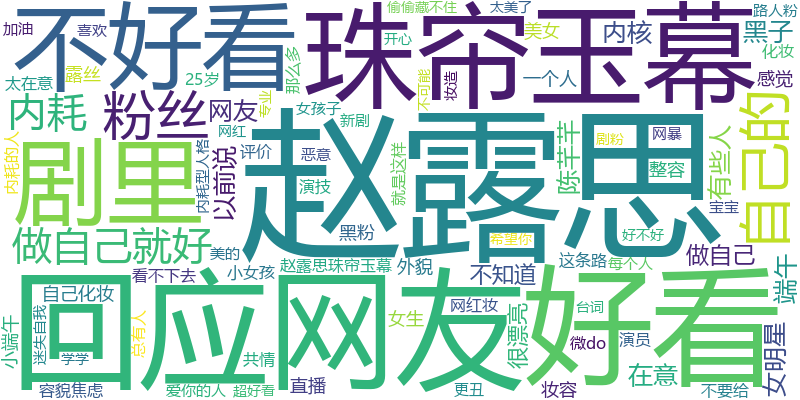 加油
喜欢
不好看
偷偷藏不住
太美了
路人粉
珠帘玉幕
开心
美女
内核
黑子
化妆
太在意
露丝
25岁
那么多
不可能
妆造
一个人
感觉
内耗
粉丝
网友
专业
女孩子
新剧
自己的
内耗的人
剧里
内耗型人格
以前说
网红
评价
恶意
演技
赵露思
就是这样
陈芊芊
剧粉
网暴
整容
有些人
黑粉
希望你
好不好
宝宝
做自己就好
美的
看不下去
小女孩
赵露思珠帘玉幕
外貌
不知道
这条路
每个人
做自己
端午
小端午
自己化妆
迷失自我
学学
容貌焦虑
回应网友
总有人
共情
爱你的人
超好看
直播
女生
网红妆
更丑
很漂亮
好看
妆容
台词
微do
演员
在意
不要给
女明星